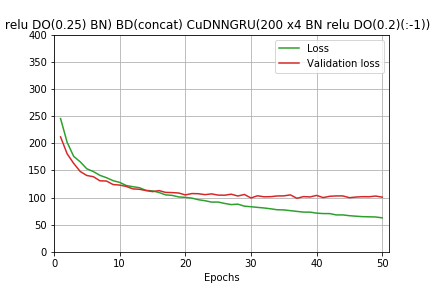 relu DO(0.25) BN) BD(concat) CuDNNGRU(200 x4 BN relu DO(0.2)(:-1))
400
350
300
250
200
150
100
50
0
Loss
Validation loss
0 10 20 30 40 50
Epochs